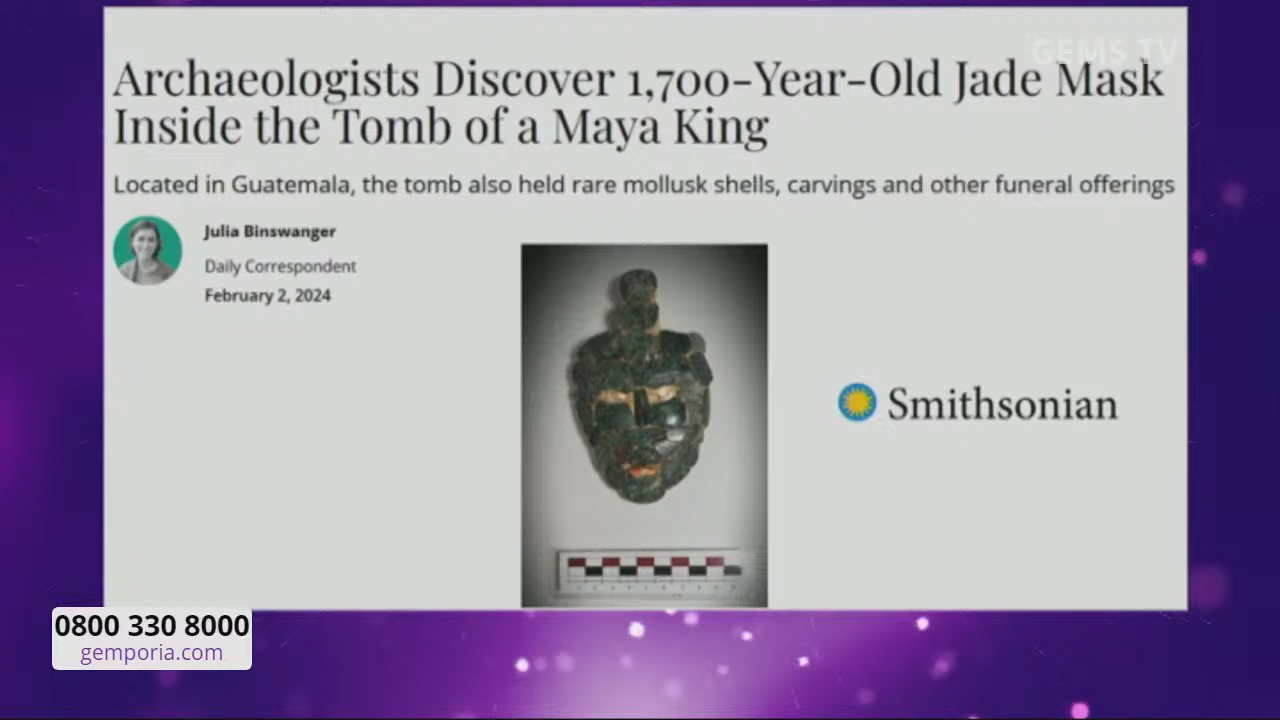 GEMS TV
Archaeologists Discover 1,700-Year-Old Jade Mask
Inside the Tomb of a Maya King
Located in Guatemala, the tomb also held rare mollusk shells, carvings and other funeral offerings
Julia Binswanger
Daily Correspondent
February 2, 2024
Smithsonian
0800 330 8000
gemporia.com